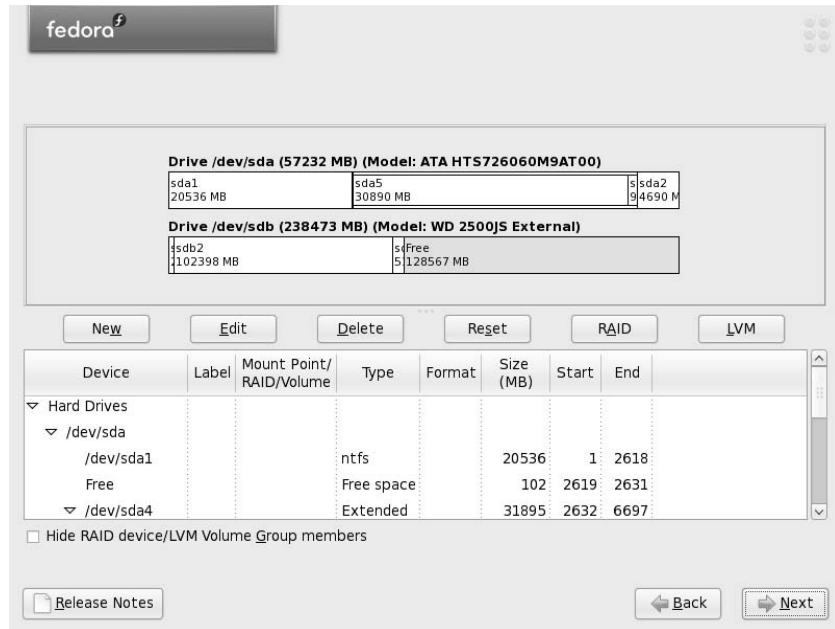 fedora
Drive /dev/sda (57232 MB) (Model: ATA HTS726060M9AT00)
sda1 sda5 s sda2
20536 MB 30890 MB 9 4690 M
Drive /dev/sdb (238473 MB) (Model: WD 2500JS External)
sdb2 Free
102398 MB 128567 MB
New Edit Delete Reset RAID LVM
Device Label Mount Point/ RAID/Volume Type Format Size (MB) Start End
Hard Drives
/dev/sda
/dev/sda1 ntfs 20536 1 2618
Free Free space 102 2619 2631
/dev/sda4 Extended 31895 2632 6697
Hide RAID device/LVM Volume Group members
Release Notes Back Next